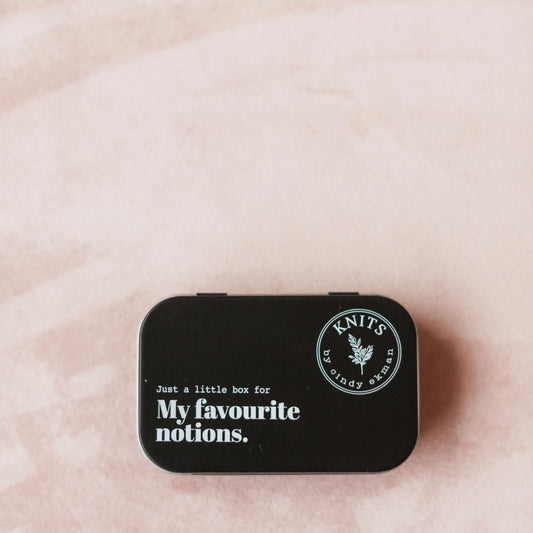 KNITS
by cindy ekman
Just a little box for
My favourite
notions.